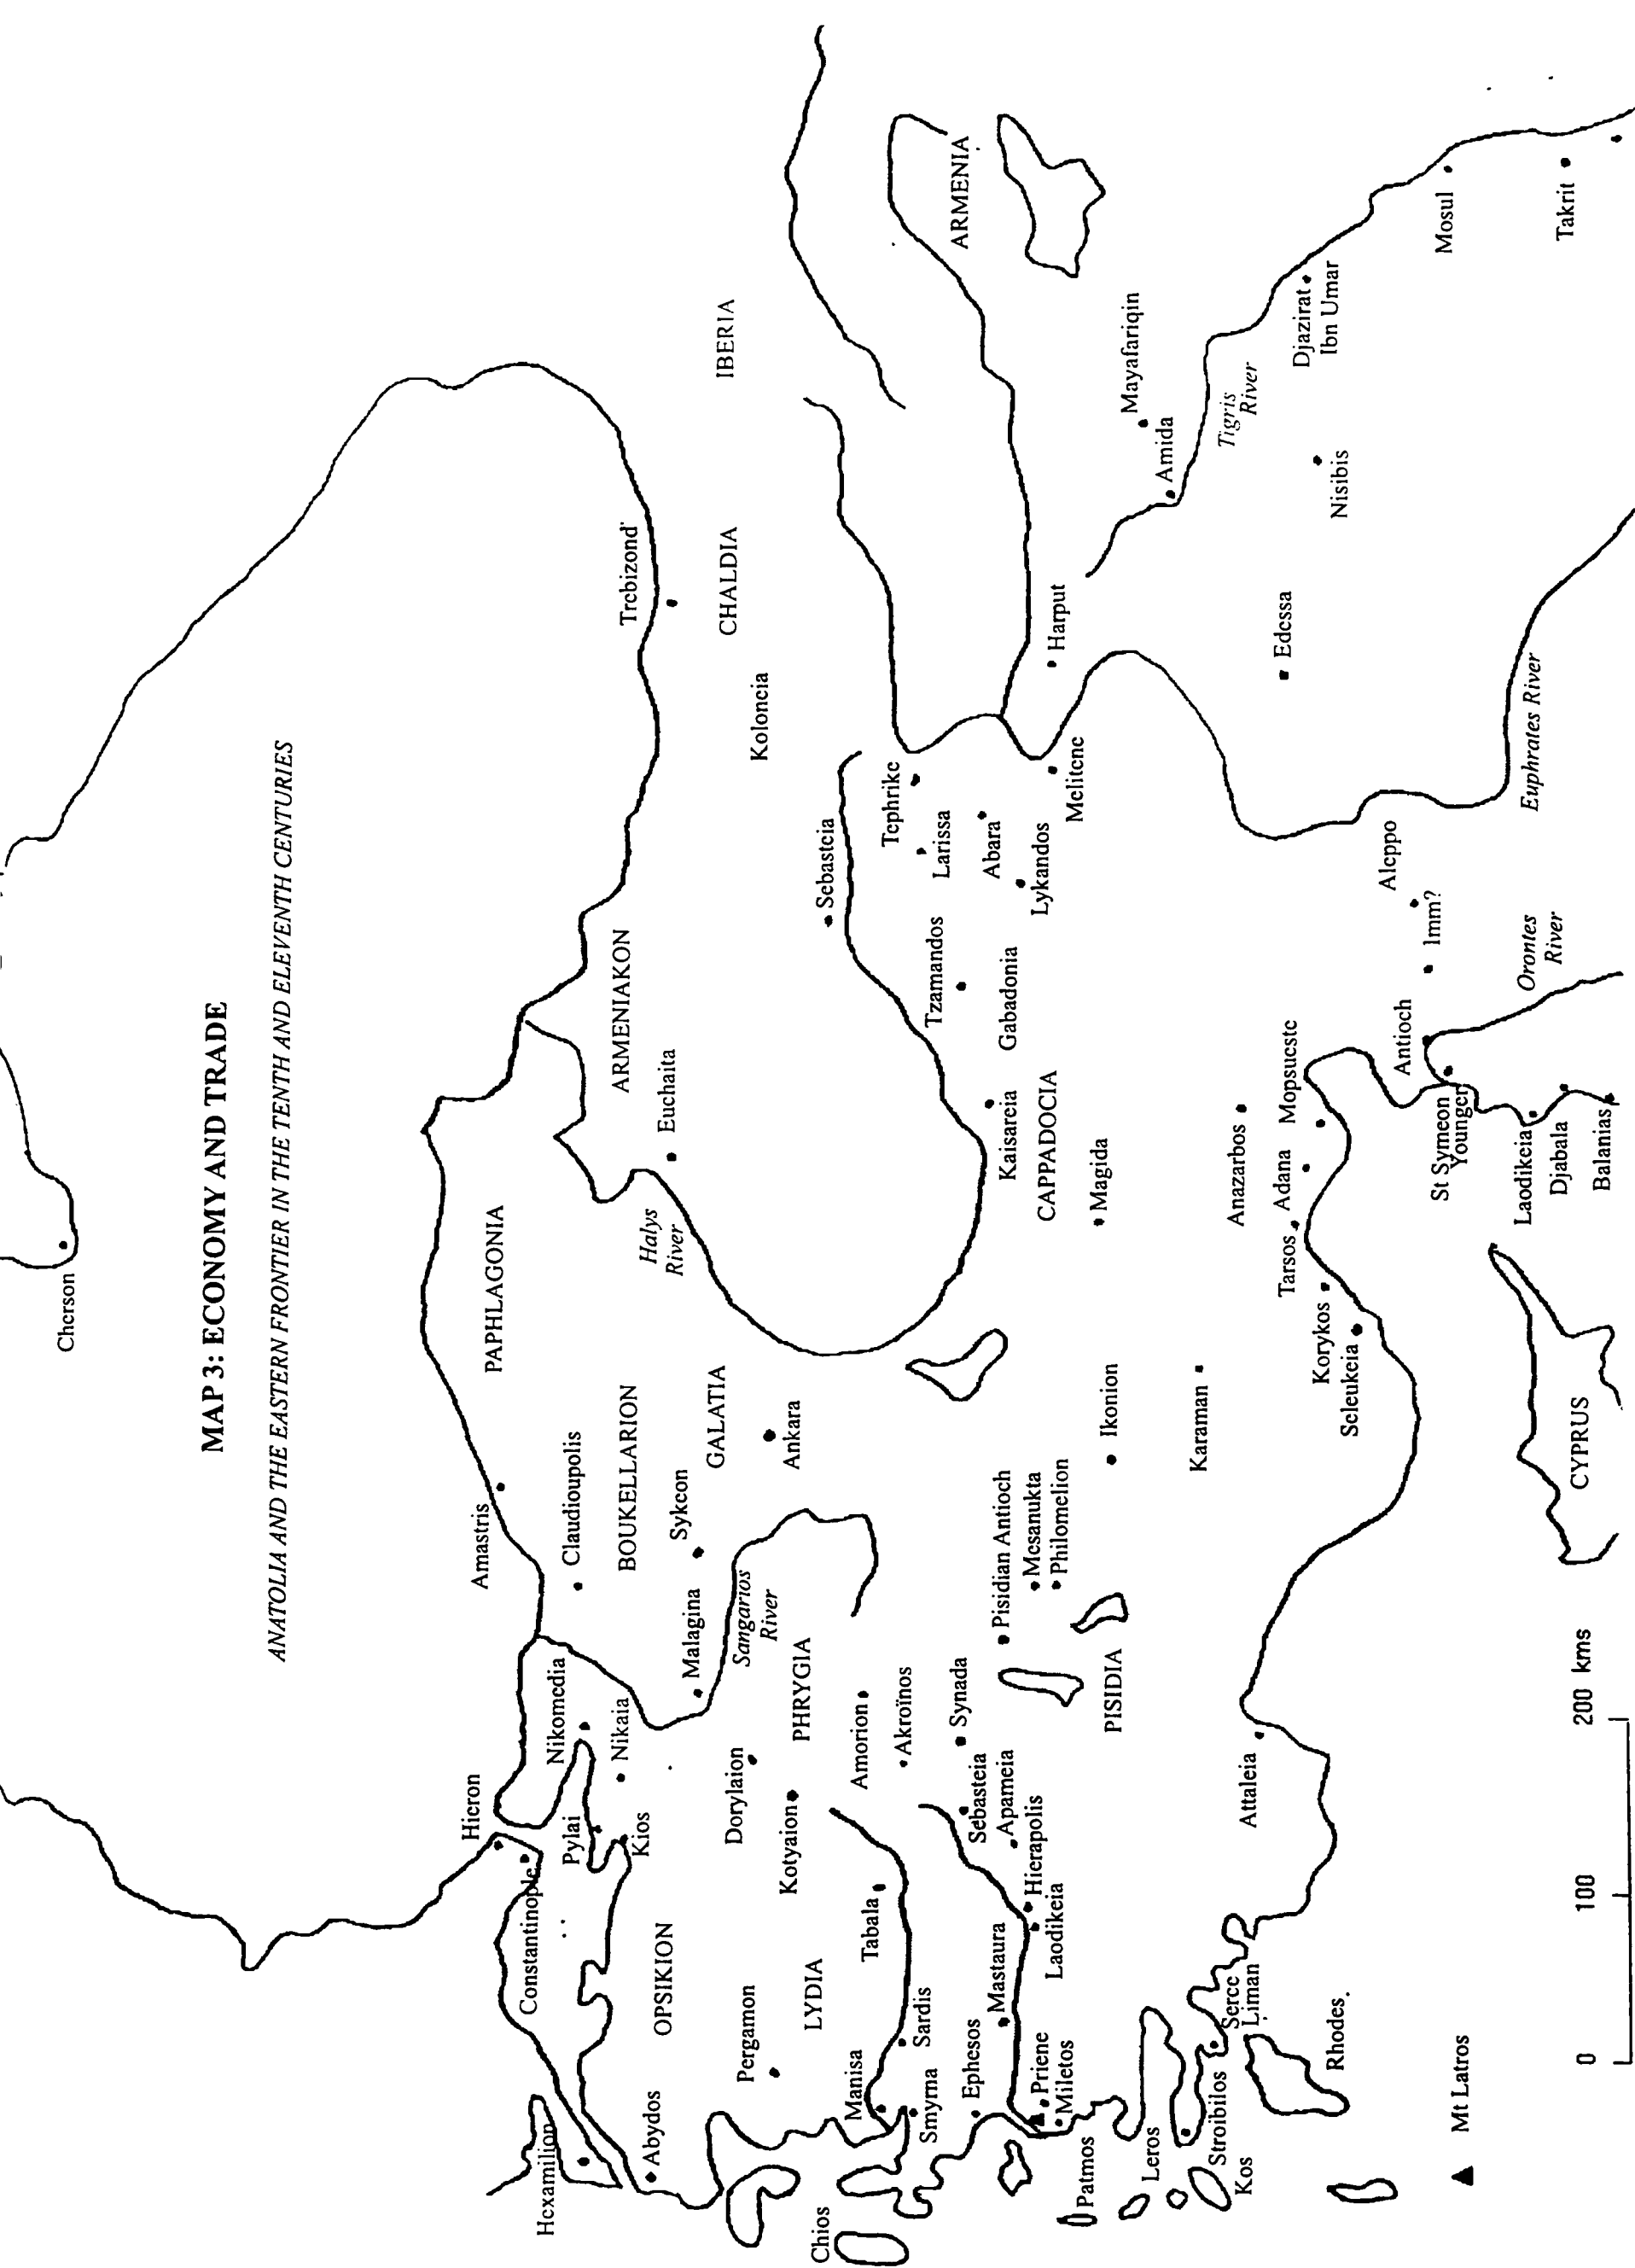 MAP 3: ECONOMY AND TRADE
ANATOLIA AND THE EASTERN FRONTIER IN THE TENTH AND ELEVENTH CENTURIES
Cherson
Hieron
Constantinople
Hexamilion
Abydos
Pylai
Kios
Nikomedia
Nikaia
Amastris
Claudioupolis
PAPHLAGONIA
BOUKELLARION
Sykeon
Malagina
Sangarios
River
GALATIA
Ankara
Halys
River
Euchaita
ARMENIAKON
Trebizond
CHALDIA
Koloneia
IBERIA
ARMENIA
OPSIKION
Dorylaion
Kotyaion
PHRYGIA
Pergamon
LYDIA
Tabala
Amorion
Akroïnos
Manisa
Smyrna
Sardis
Chios
Ephesos
Mastaura
Synada
Sebasteia
Apameia
Hierapolis
Laodikeia
Priene
Miletos
Patmos
Leros
Strobilos
Kos
Serce
Liman
Rhodes
Pisidian Antioch
Mesanukta
Philomelion
PISIDIA
Ikonion
Karaman
Attaleia
Sebasteia
Tephrike
Larissa
Abara
Lykandos
Melitene
Tzamandos
Gabadonia
Kaisareia
CAPPADOCIA
Magida
Harput
Mayafariqin
Amida
Tigris
River
Djazirat
Ibn Umar
Nisibis
Mosul
Takrit
Edessa
Euphrates River
Anazarbos
Mopsueste
Adana
Tarsos
Korykos
Seleukeia
CYPRUS
Aleppo
Imm?
Orontes
River
Antioch
St Symeon
Younger
Laodikeia
Djabala
Balanias
Mt Latros
0 100 200 kms